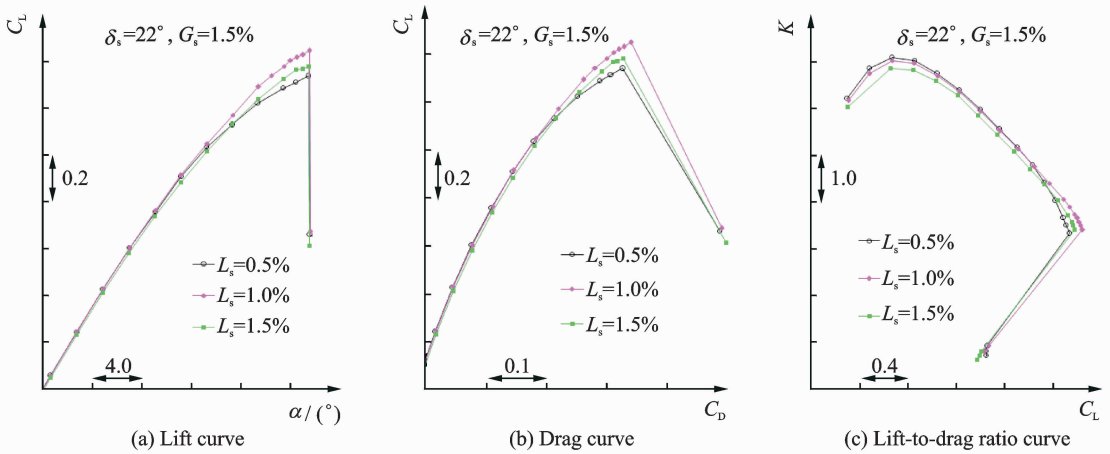 C_L
δ_s=22°, G_s=1.5%
0.2
L_s=0.5%
L_s=1.0%
L_s=1.5%
4.0
α/(°)
(a) Lift curve
C_L
δ_s=22°, G_s=1.5%
0.2
L_s=0.5%
L_s=1.0%
L_s=1.5%
0.1
C_D
(b) Drag curve
K
δ_s=22°, G_s=1.5%
1.0
L_s=0.5%
L_s=1.0%
L_s=1.5%
0.4
C_L
(c) Lift-to-drag ratio curve